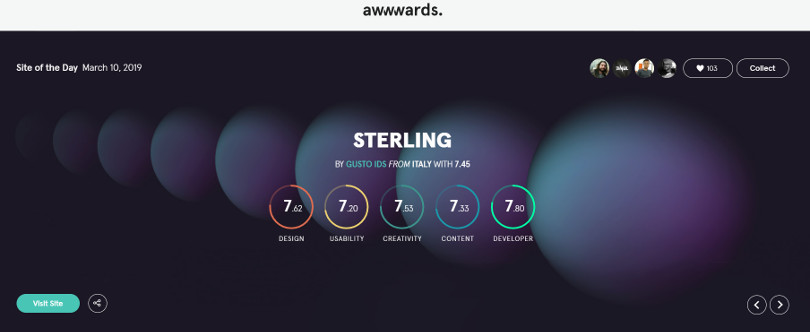 awwwards.
Site of the Day March 10, 2019
103
Collect
STERLING
BY GUSTO IDS FROM ITALY WITH 7.45
7.62
7.20
7.53
7.33
7.80
DESIGN
USABILITY
CREATIVITY
CONTENT
DEVELOPER
Visit Site